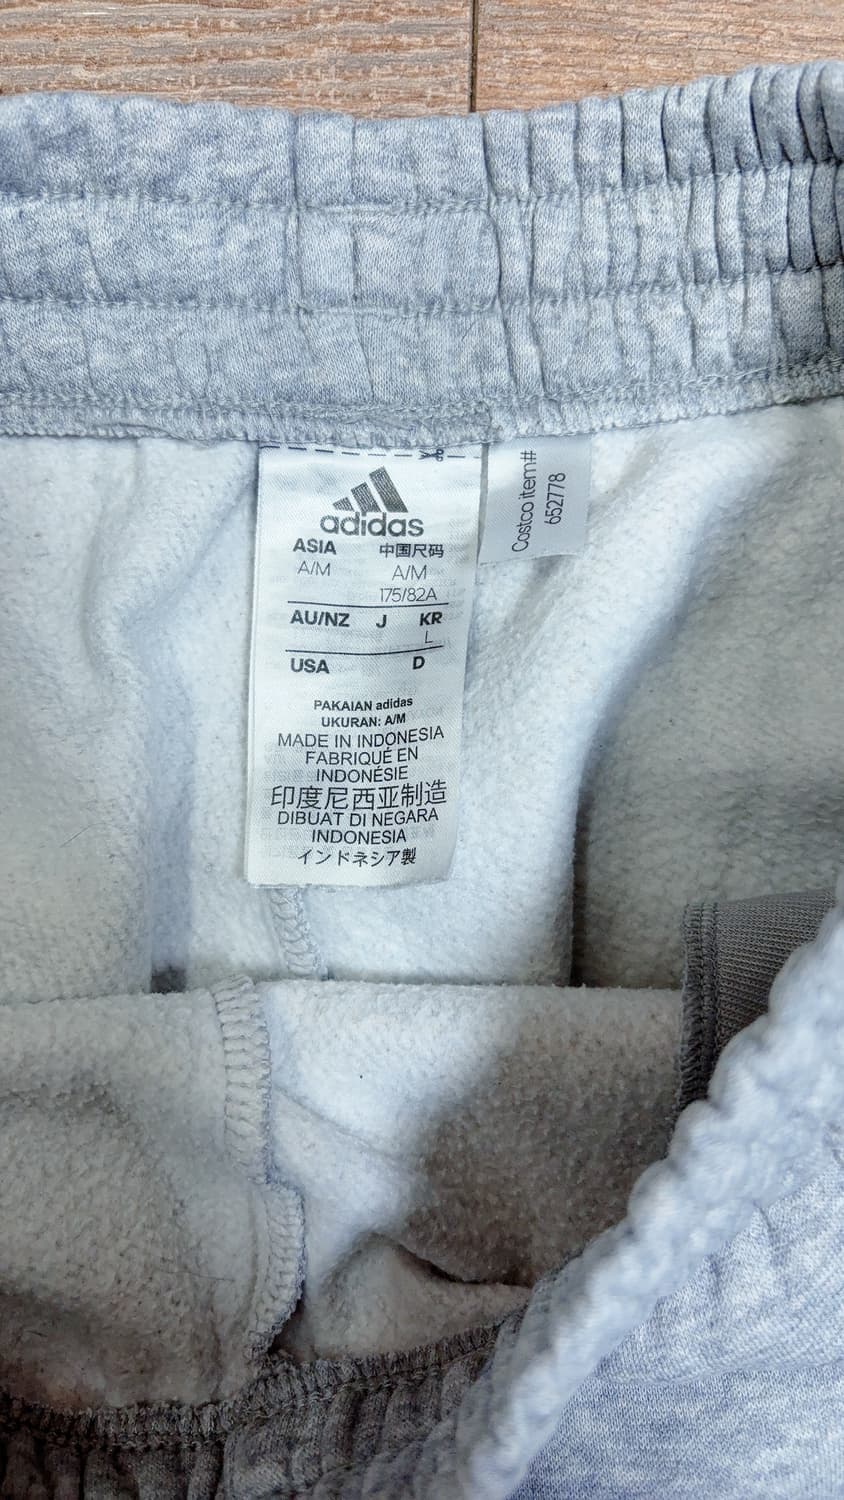 adidas
ASIA 中国尺码
A/M A/M
175/82A
AU/NZ J KR
L
USA D
PAKAIAN adidas
UKURAN: A/M
MADE IN INDONESIA
FABRIQUÉ EN
INDONÉSIE
印度尼西亚制造
DIBUAT DI NEGARA
INDONESIA
インドネシア製
Costco item#
652778